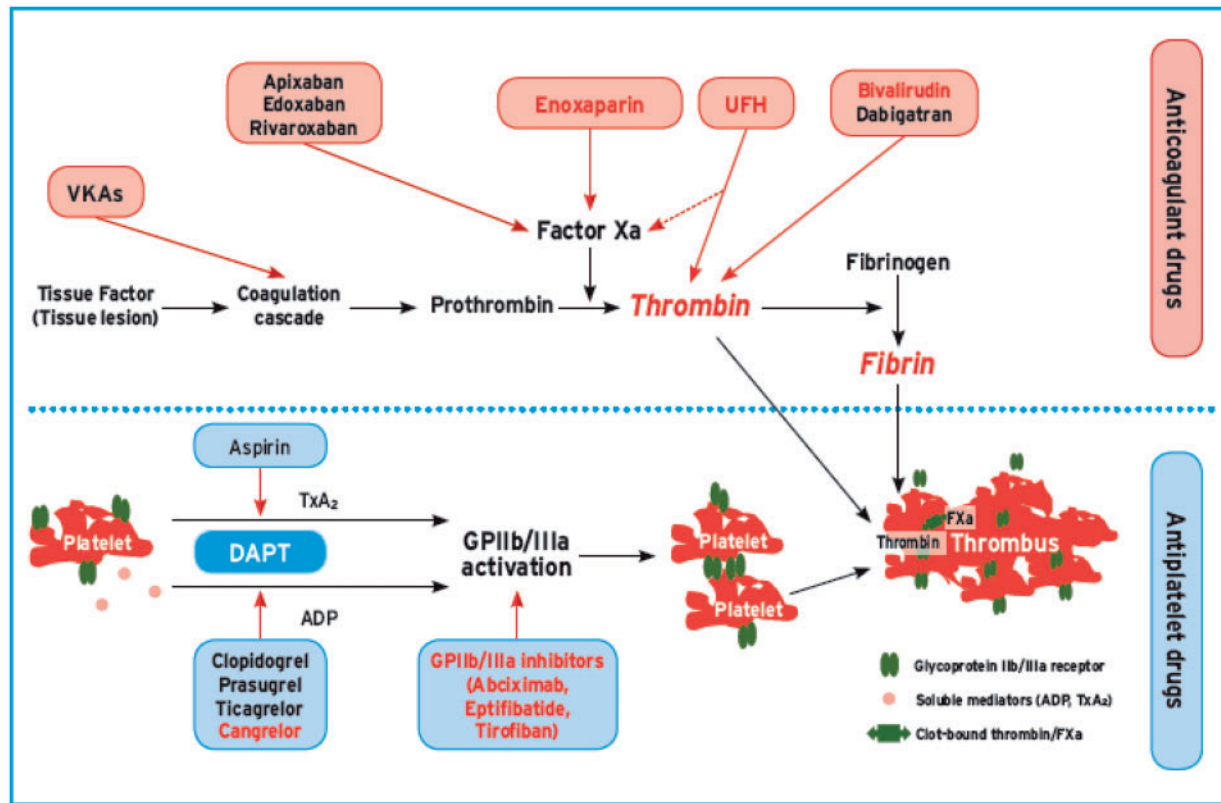 Apixaban
Edoxaban
Rivaroxaban
Enoxaparin
UFH
Bivalirudin
Dabigatran
Anticoagulant drugs
VKAs
Factor Xa
Fibrinogen
Tissue Factor
(Tissue lesion)
Coagulation
cascade
Prothrombin
Thrombin
Fibrin
Aspirin
TxA₂
Platelet
DAPT
GPIIb/IIIa
activation
ADP
Platelet
Platelet
FXa
Thrombin
Thrombus
Clopidogrel
Prasugrel
Ticagrelor
Cangrelor
GPIIb/IIIa inhibitors
(Abciximab,
Eptifibatide,
Tirofiban)
Glycoprotein IIb/IIIa receptor
Soluble mediators (ADP, TxA₂)
Clot-bound thrombin/FXa
Antiplatelet drugs